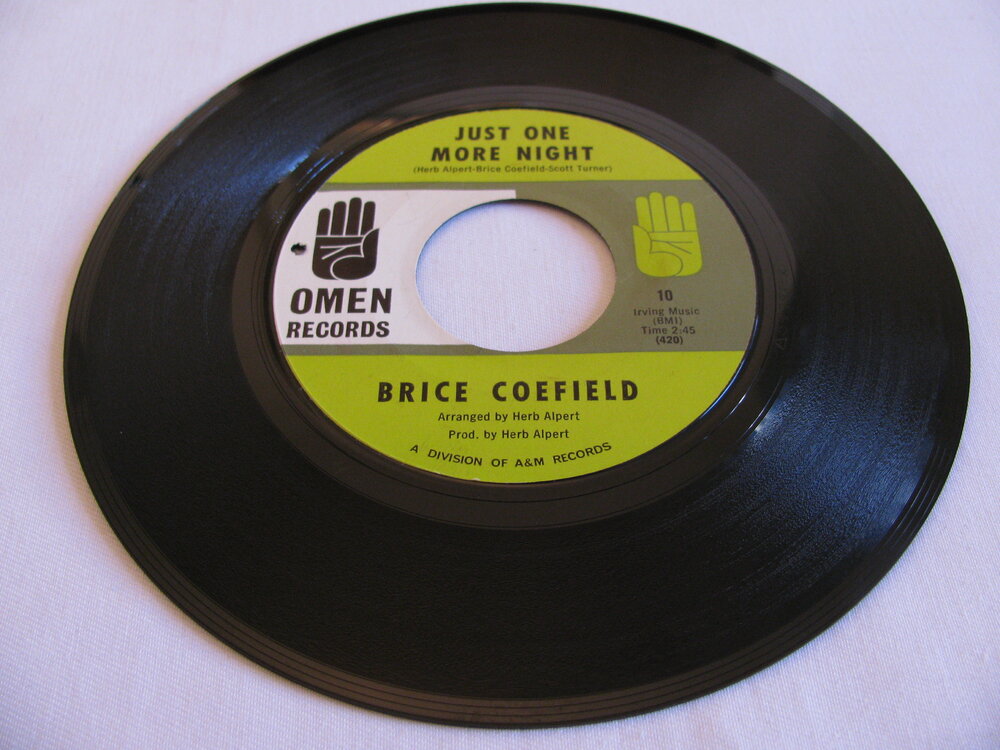 JUST ONE
MORE NIGHT
(Herb Alpert-Brice Coefield-Scott Turner)
OMEN
RECORDS
10
Irving Music
(BMI)
Time 2:45
(420)
BRICE COEFIELD
Arranged by Herb Alpert
Prod. by Herb Alpert
A DIVISION OF A&M RECORDS